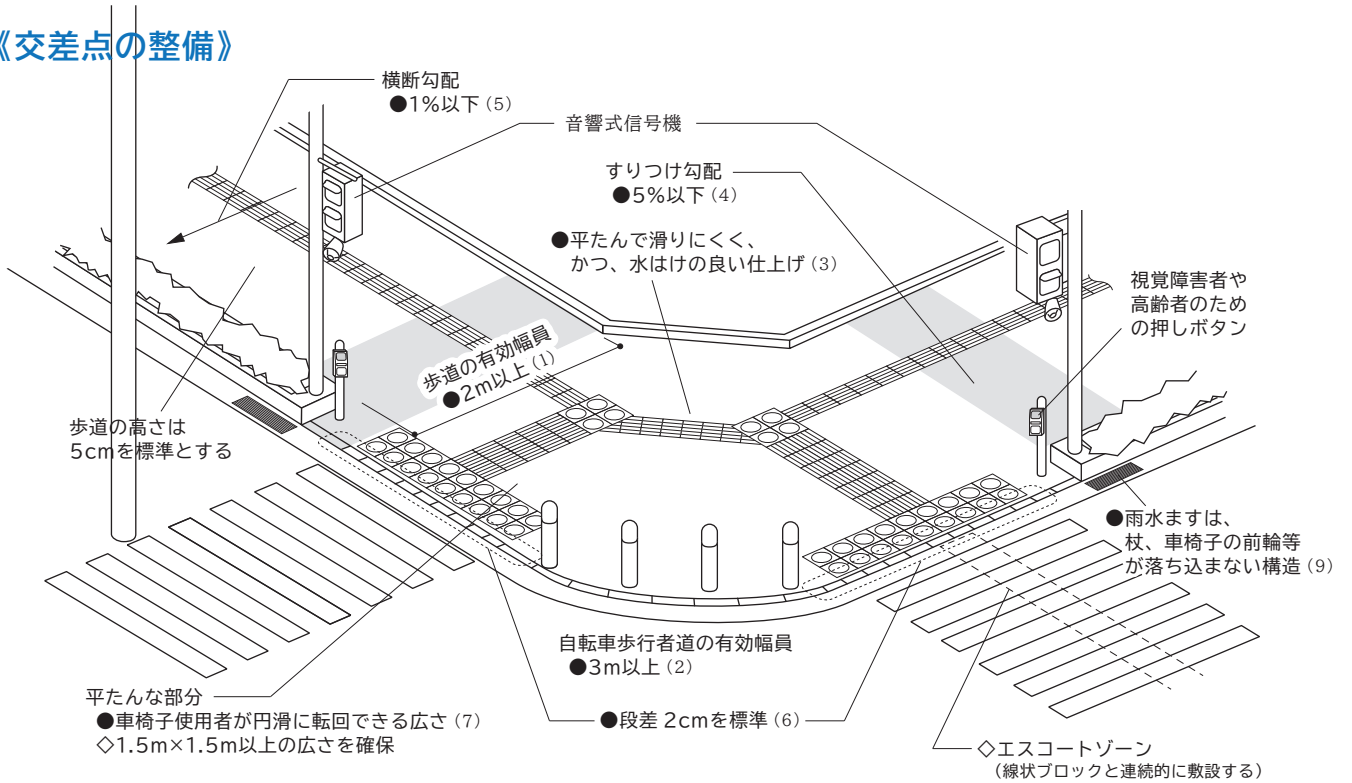 《交差点の整備》
横断勾配
●1%以下(5)
音響式信号機
すりつけ勾配
●5%以下(4)
●平たんで滑りにくく、
かつ、水はけの良い仕上げ(3)
視覚障害者や
高齢者のため
の押しボタン
歩道の有効幅員
●2m以上(1)
歩道の高さは
5cmを標準とする
●雨水ますは、
杖、車椅子の前輪等
が落ち込まない構造(9)
自転車歩行者道の有効幅員
●3m以上(2)
平たんな部分
●車椅子使用者が円滑に転回できる広さ(7)
◇1.5m×1.5m以上の広さを確保
●段差 2cmを標準(6)
◇エスコートゾーン
(線状ブロックと連続的に敷設する)